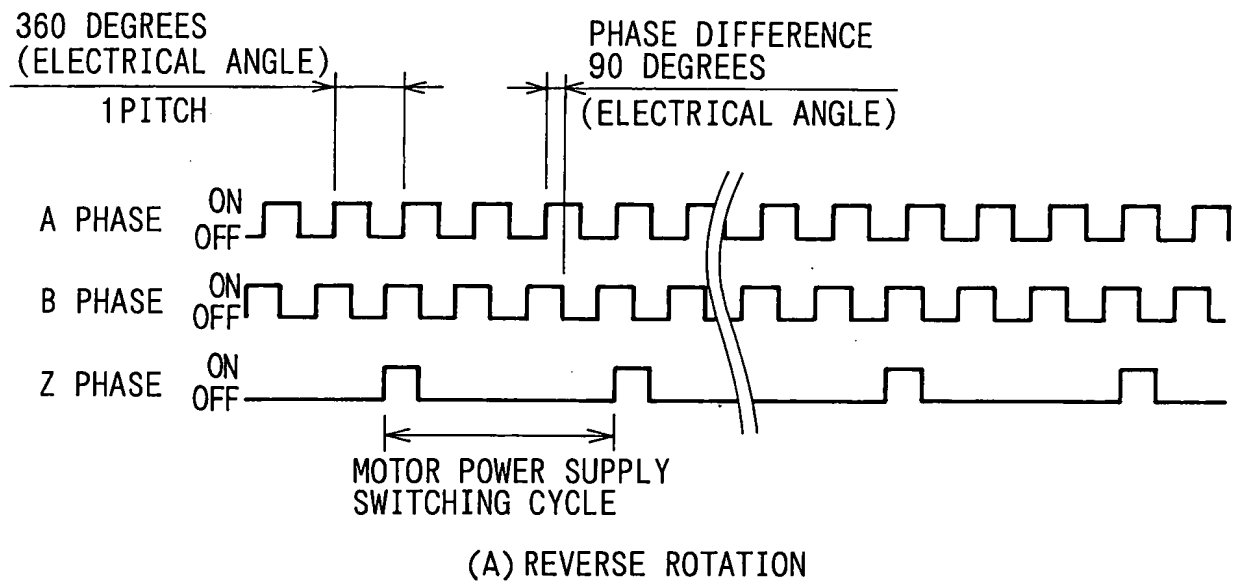 360 DEGREES
(ELECTRICAL ANGLE)
1PITCH
PHASE DIFFERENCE
90 DEGREES
(ELECTRICAL ANGLE)
A PHASE
ON
OFF
B PHASE
ON
OFF
Z PHASE
ON
OFF
MOTOR POWER SUPPLY
SWITCHING CYCLE
(A) REVERSE ROTATION